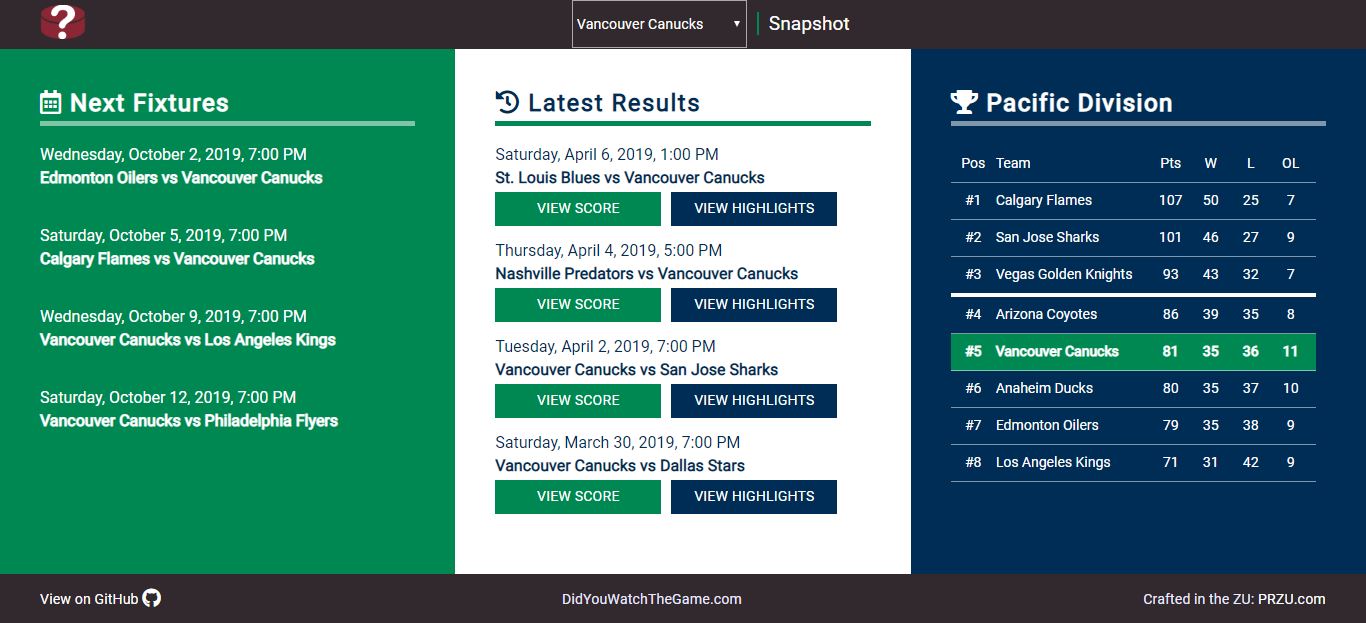 ?
Vancouver Canucks
Snapshot
Next Fixtures
Wednesday, October 2, 2019, 7:00 PM
Edmonton Oilers vs Vancouver Canucks
Saturday, October 5, 2019, 7:00 PM
Calgary Flames vs Vancouver Canucks
Wednesday, October 9, 2019, 7:00 PM
Vancouver Canucks vs Los Angeles Kings
Saturday, October 12, 2019, 7:00 PM
Vancouver Canucks vs Philadelphia Flyers
Latest Results
Saturday, April 6, 2019, 1:00 PM
St. Louis Blues vs Vancouver Canucks
VIEW SCORE VIEW HIGHLIGHTS
Thursday, April 4, 2019, 5:00 PM
Nashville Predators vs Vancouver Canucks
VIEW SCORE VIEW HIGHLIGHTS
Tuesday, April 2, 2019, 7:00 PM
Vancouver Canucks vs San Jose Sharks
VIEW SCORE VIEW HIGHLIGHTS
Saturday, March 30, 2019, 7:00 PM
Vancouver Canucks vs Dallas Stars
VIEW SCORE VIEW HIGHLIGHTS
Pacific Division
Pos Team Pts W L OL
#1 Calgary Flames 107 50 25 7
#2 San Jose Sharks 101 46 27 9
#3 Vegas Golden Knights 93 43 32 7
#4 Arizona Coyotes 86 39 35 8
#5 Vancouver Canucks 81 35 36 11
#6 Anaheim Ducks 80 35 37 10
#7 Edmonton Oilers 79 35 38 9
#8 Los Angeles Kings 71 31 42 9
View on GitHub
DidYouWatchTheGame.com
Crafted in the ZU: PRZU.com